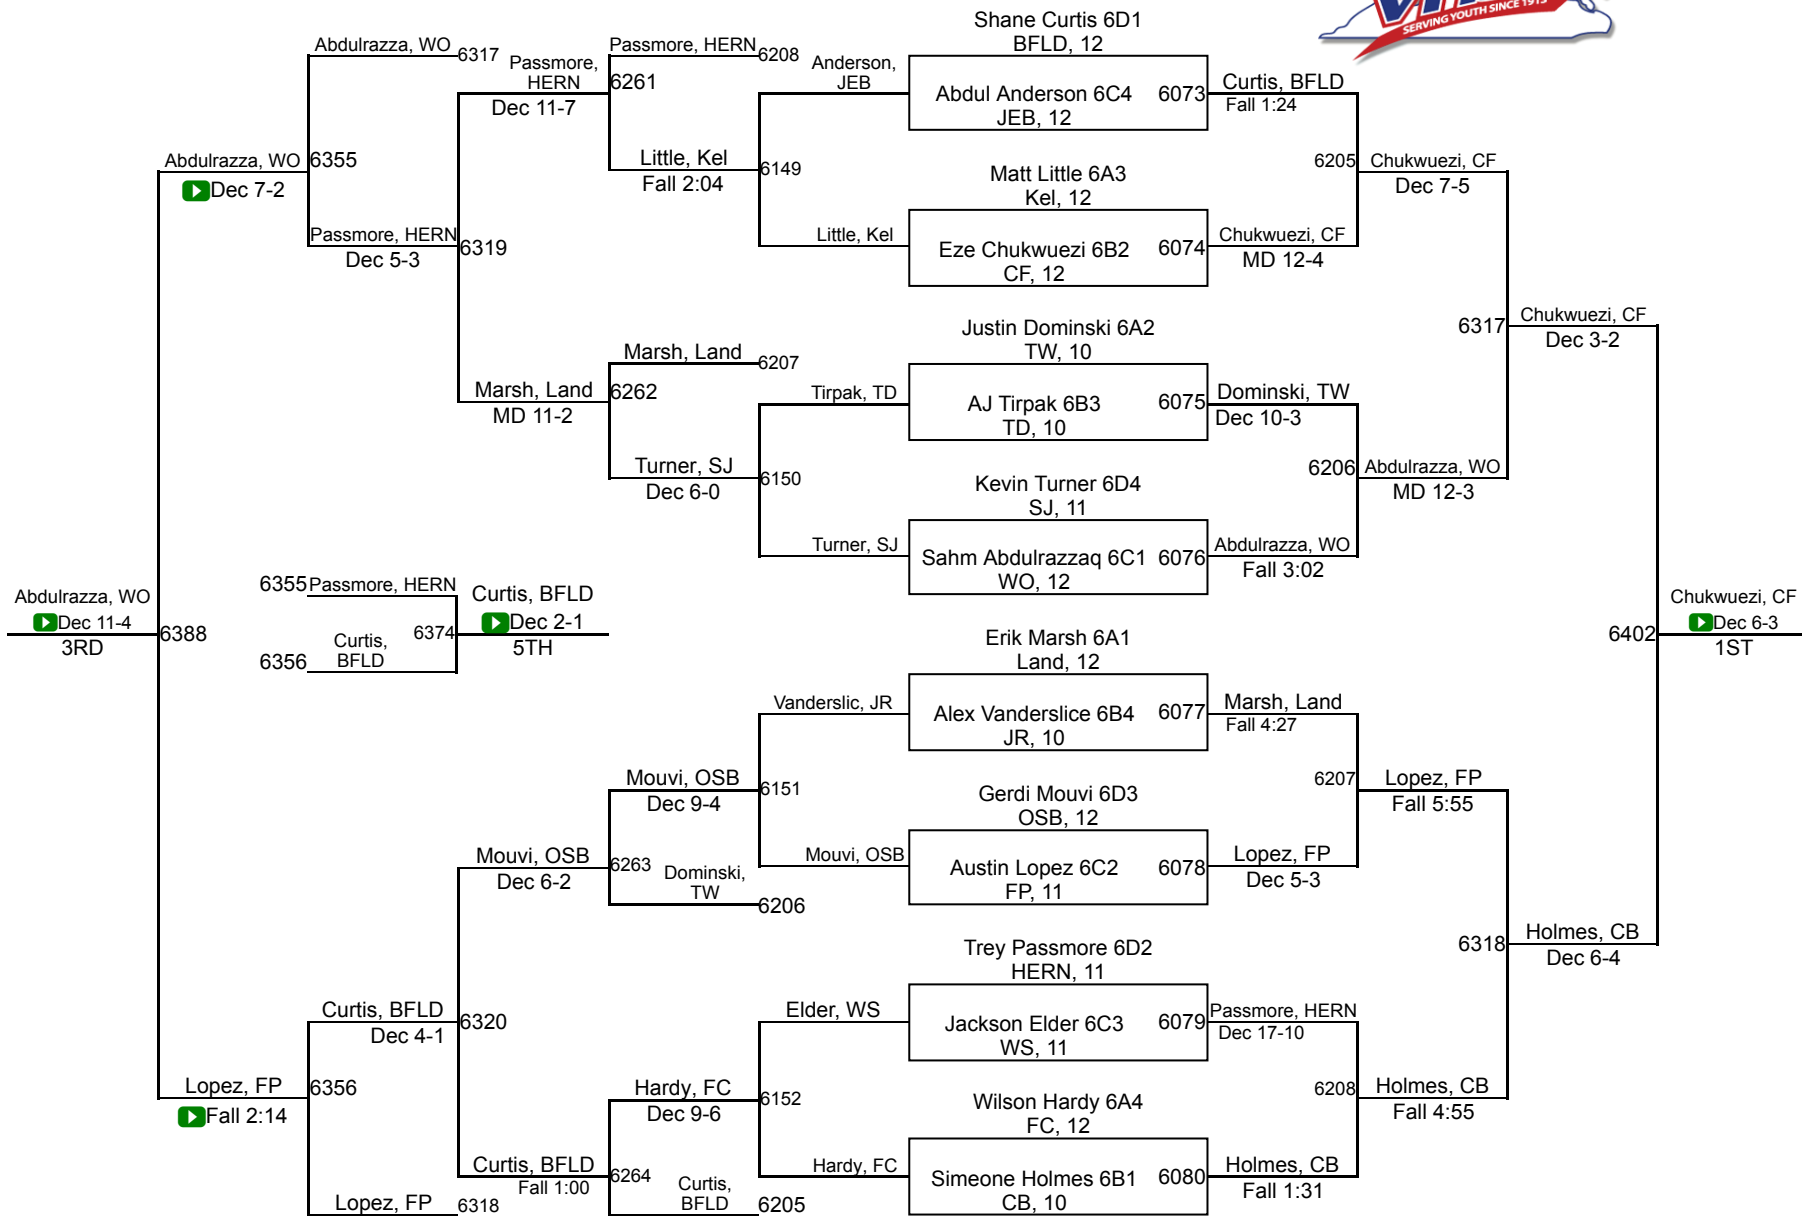 SERVING YOUTH SINCE 1913
Abdulrazza, WO
6317
Passmore,
HERN
Dec 11-7
Passmore, HERN
6208
6261
Anderson,
JEB
Shane Curtis 6D1
BFLD, 12
Abdul Anderson 6C4
JEB, 12
6073
Curtis, BFLD
Fall 1:24
Abdulrazza, WO
Dec 7-2
6355
Little, Kel
Fall 2:04
6149
Matt Little 6A3
Kel, 12
6205
Chukwuezi, CF
Dec 7-5
Passmore, HERN
Dec 5-3
6319
Little, Kel
Eze Chukwuezi 6B2
CF, 12
6074
Chukwuezi, CF
MD 12-4
Justin Dominski 6A2
TW, 10
6317
Chukwuezi, CF
Dec 3-2
Marsh, Land
6207
Marsh, Land
MD 11-2
6262
Tirpak, TD
AJ Tirpak 6B3
TD, 10
6075
Dominski, TW
Dec 10-3
Turner, SJ
Dec 6-0
6150
Kevin Turner 6D4
SJ, 11
6206
Abdulrazza, WO
MD 12-3
Turner, SJ
Sahm Abdulrazzaq 6C1
WO, 12
6076
Abdulrazza, WO
Fall 3:02
Abdulrazza, WO
Dec 11-4
3RD
6388
6355
Passmore, HERN
6356
Curtis,
BFLD
6374
Curtis, BFLD
Dec 2-1
5TH
6402
Chukwuezi, CF
Dec 6-3
1ST
Erik Marsh 6A1
Land, 12
Vanderslic, JR
Alex Vanderslice 6B4
JR, 10
6077
Marsh, Land
Fall 4:27
Mouvi, OSB
Dec 9-4
6151
Gerdi Mouvi 6D3
OSB, 12
6207
Lopez, FP
Fall 5:55
Mouvi, OSB
Dec 6-2
6263
Dominski,
TW
6206
Mouvi, OSB
Austin Lopez 6C2
FP, 11
6078
Lopez, FP
Dec 5-3
Trey Passmore 6D2
HERN, 11
6318
Holmes, CB
Dec 6-4
Curtis, BFLD
Dec 4-1
6320
Elder, WS
Jackson Elder 6C3
WS, 11
6079
Passmore, HERN
Dec 17-10
Lopez, FP
Fall 2:14
6356
Hardy, FC
Dec 9-6
6152
Wilson Hardy 6A4
FC, 12
6208
Holmes, CB
Fall 4:55
Curtis, BFLD
Fall 1:00
6264
Hardy, FC
Simeone Holmes 6B1
CB, 10
6080
Holmes, CB
Fall 1:31
Lopez, FP
6318
Curtis,
BFLD
6205